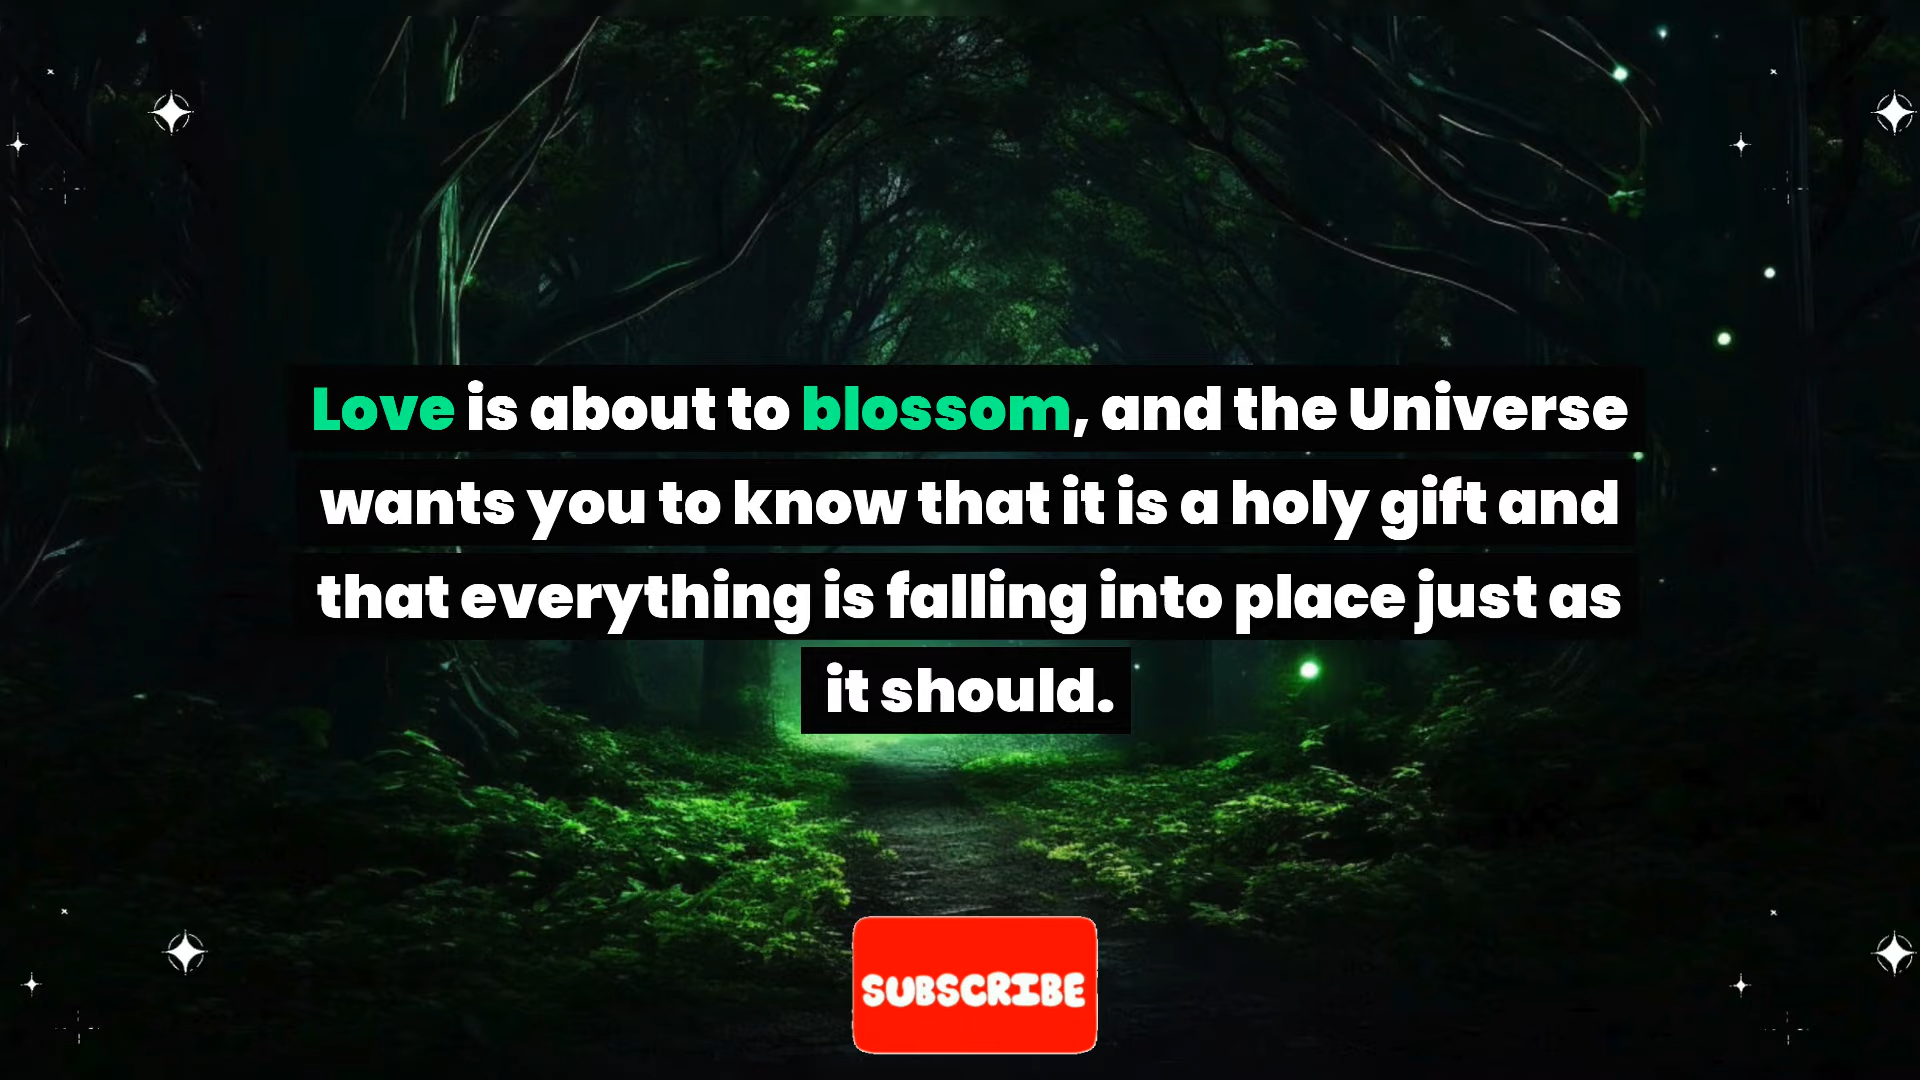 Love is about to blossom, and the Universe
wants you to know that it is a holy gift and
that everything is falling into place just as
it should.
SUBSCRIBE